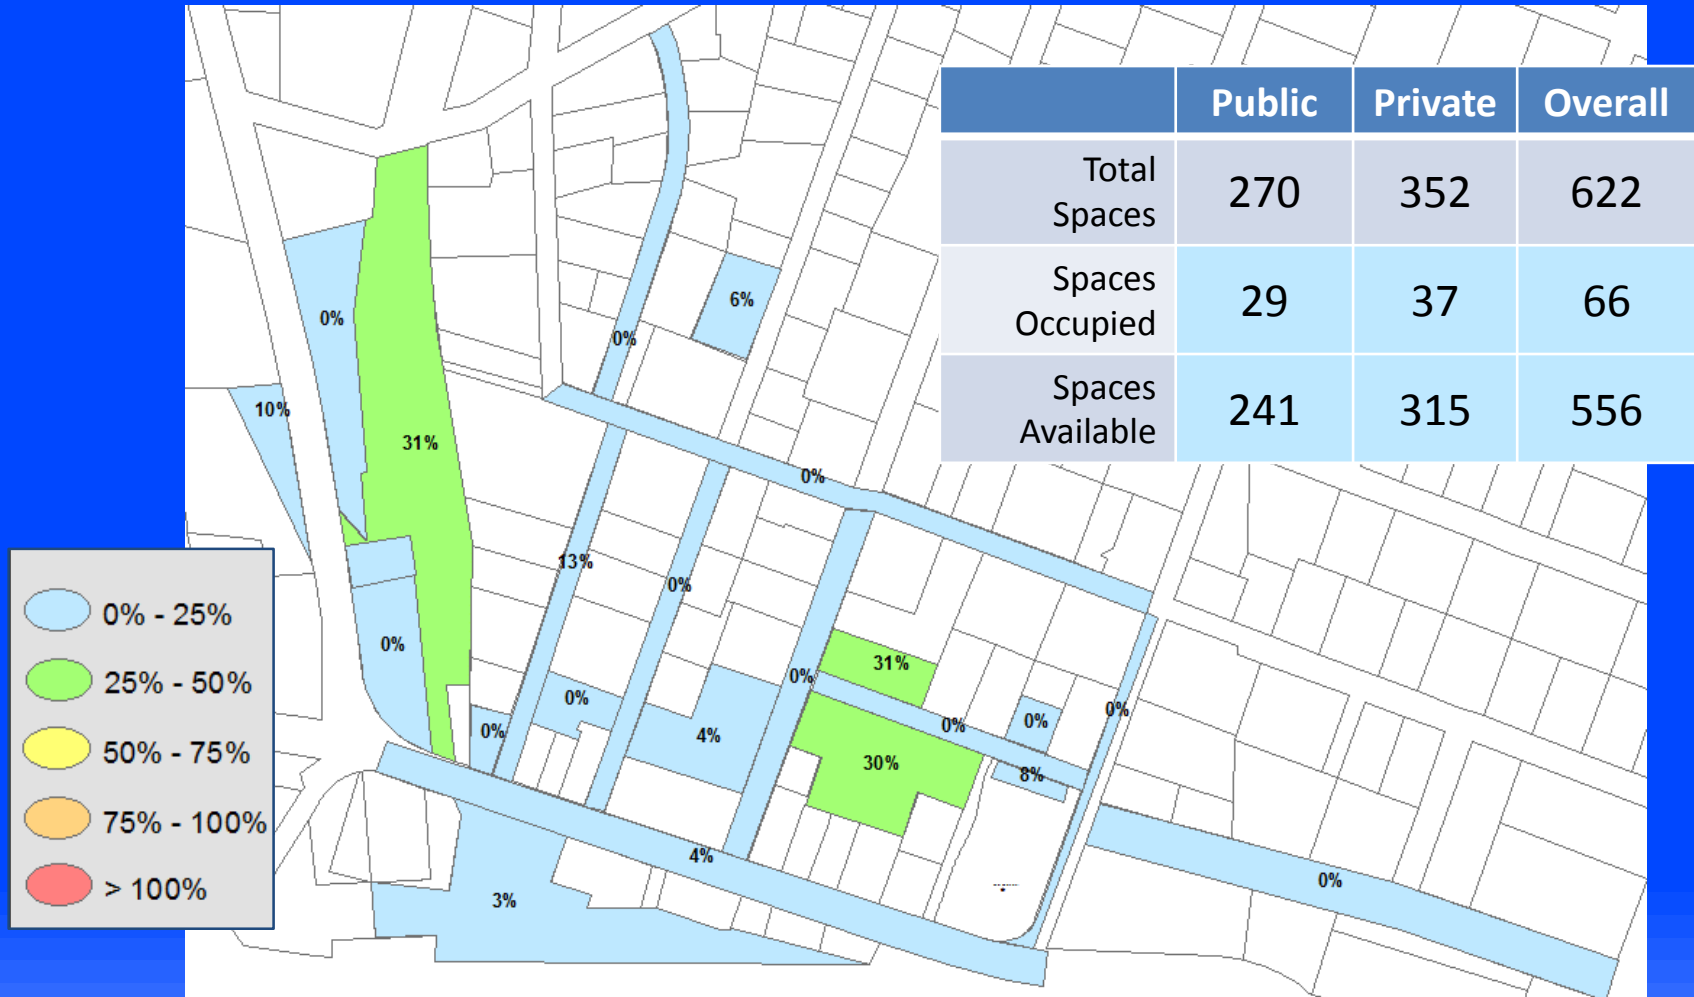 Public Private Overall
Total
Spaces
270 352 622
Spaces
Occupied
29 37 66
Spaces
Available
241 315 556
6%
0%
0%
10%
31%
0%
13%
0%
0%
31%
0%
0%
0%
4%
0%
0%
0%
0%
30%
8%
4%
0%
3%
0% - 25%
25% - 50%
50% - 75%
75% - 100%
> 100%